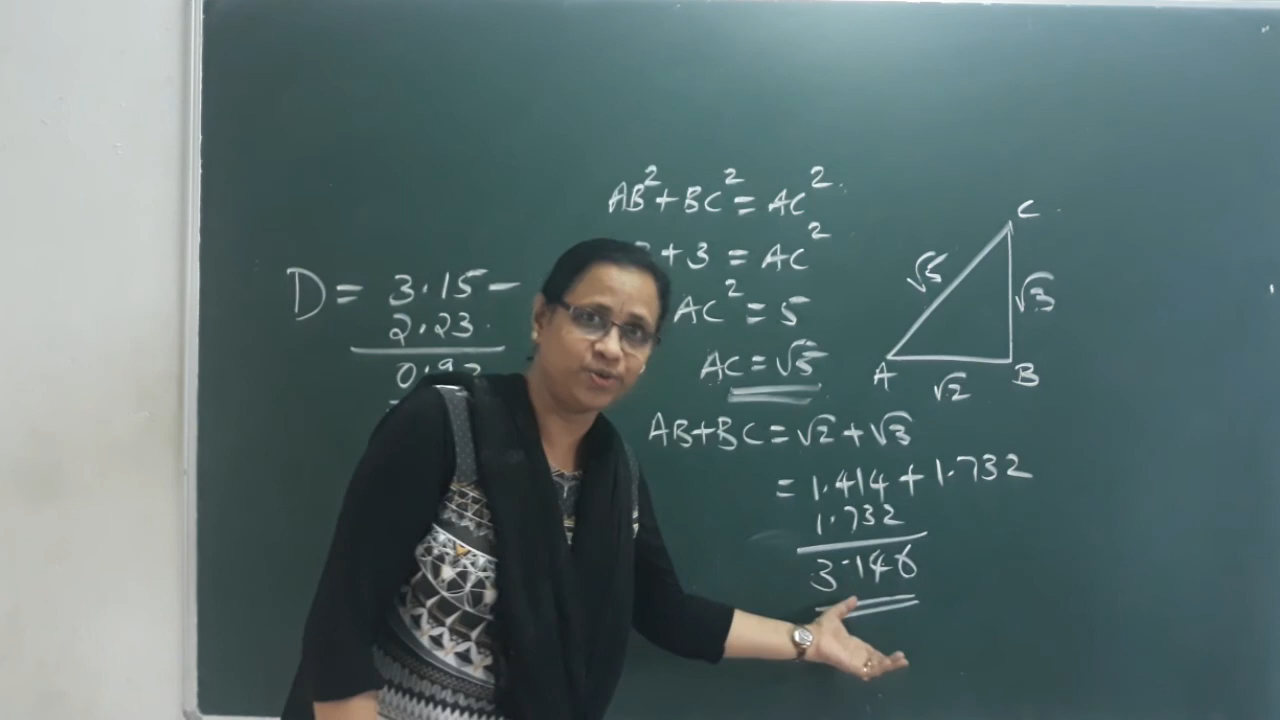 D = 3.15 –
2.23
AB² + BC² = AC²
+ 3 = AC²
AC² = 5
AC = √5
AB + BC = √2 + √3
= 1.414 + 1.732
1.732
3.146
C
√5
√3
A
B
√2